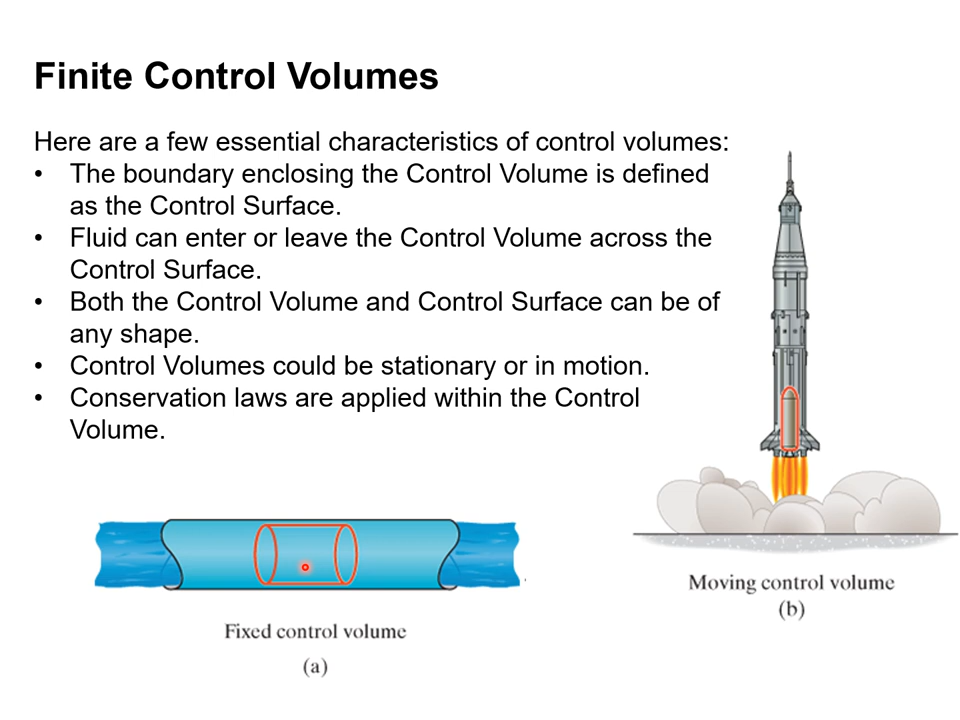 Finite Control Volumes
Here are a few essential characteristics of control volumes:
• The boundary enclosing the Control Volume is defined
as the Control Surface.
• Fluid can enter or leave the Control Volume across the
Control Surface.
• Both the Control Volume and Control Surface can be of
any shape.
• Control Volumes could be stationary or in motion.
• Conservation laws are applied within the Control
Volume.
Fixed control volume
(a)
Moving control volume
(b)